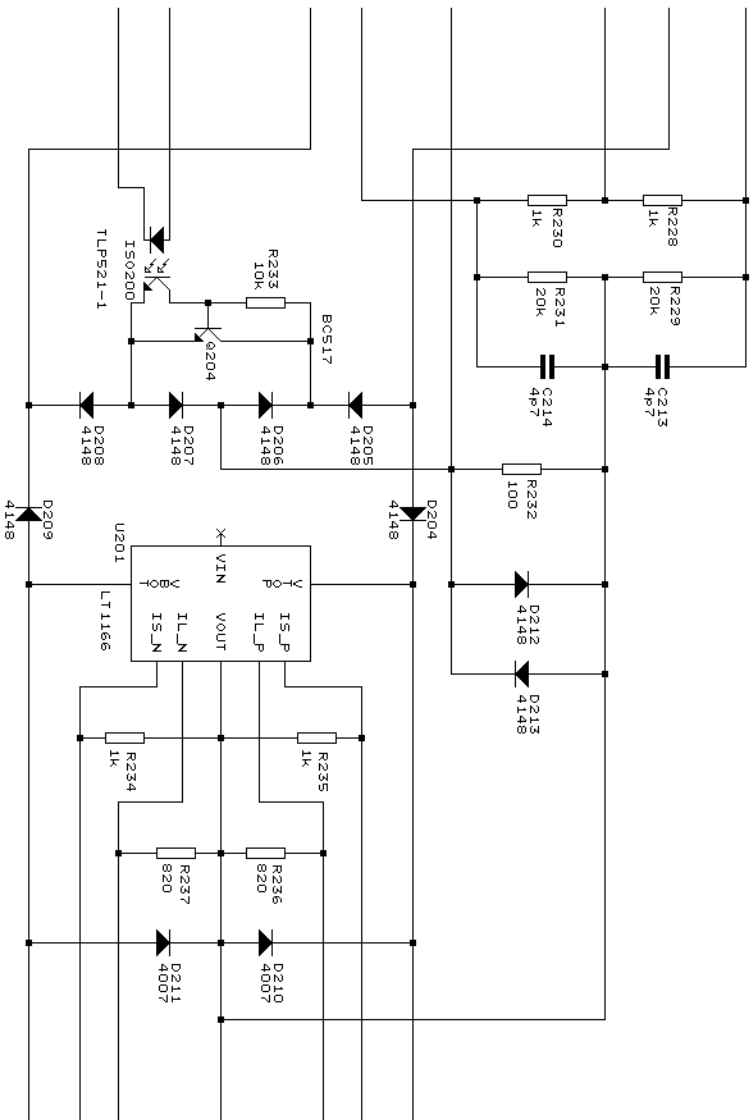 R230
1k
R228
1k
TLP521-1
ISO200
R233
10k
R231
20k
R229
20k
BC517
Q204
C214
4p7
C213
4p7
D208
4148
D207
4148
D206
4148
D205
4148
R232
100
D209
4148
D204
4148
U201
VIN
VBOT
VTOP
LT1166
IS_N
IL_N
VOUT
IL_P
IS_P
D212
4148
D213
4148
R234
1k
R235
1k
R237
820
R236
820
D211
4007
D210
4007